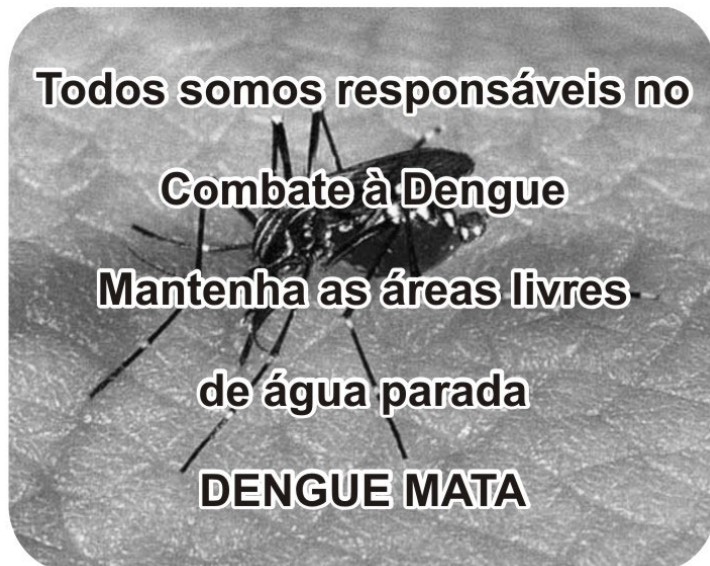 Todos somos responsáveis no
Combate à Dengue
Mantenha as áreas livres
de água parada
DENGUE MATA